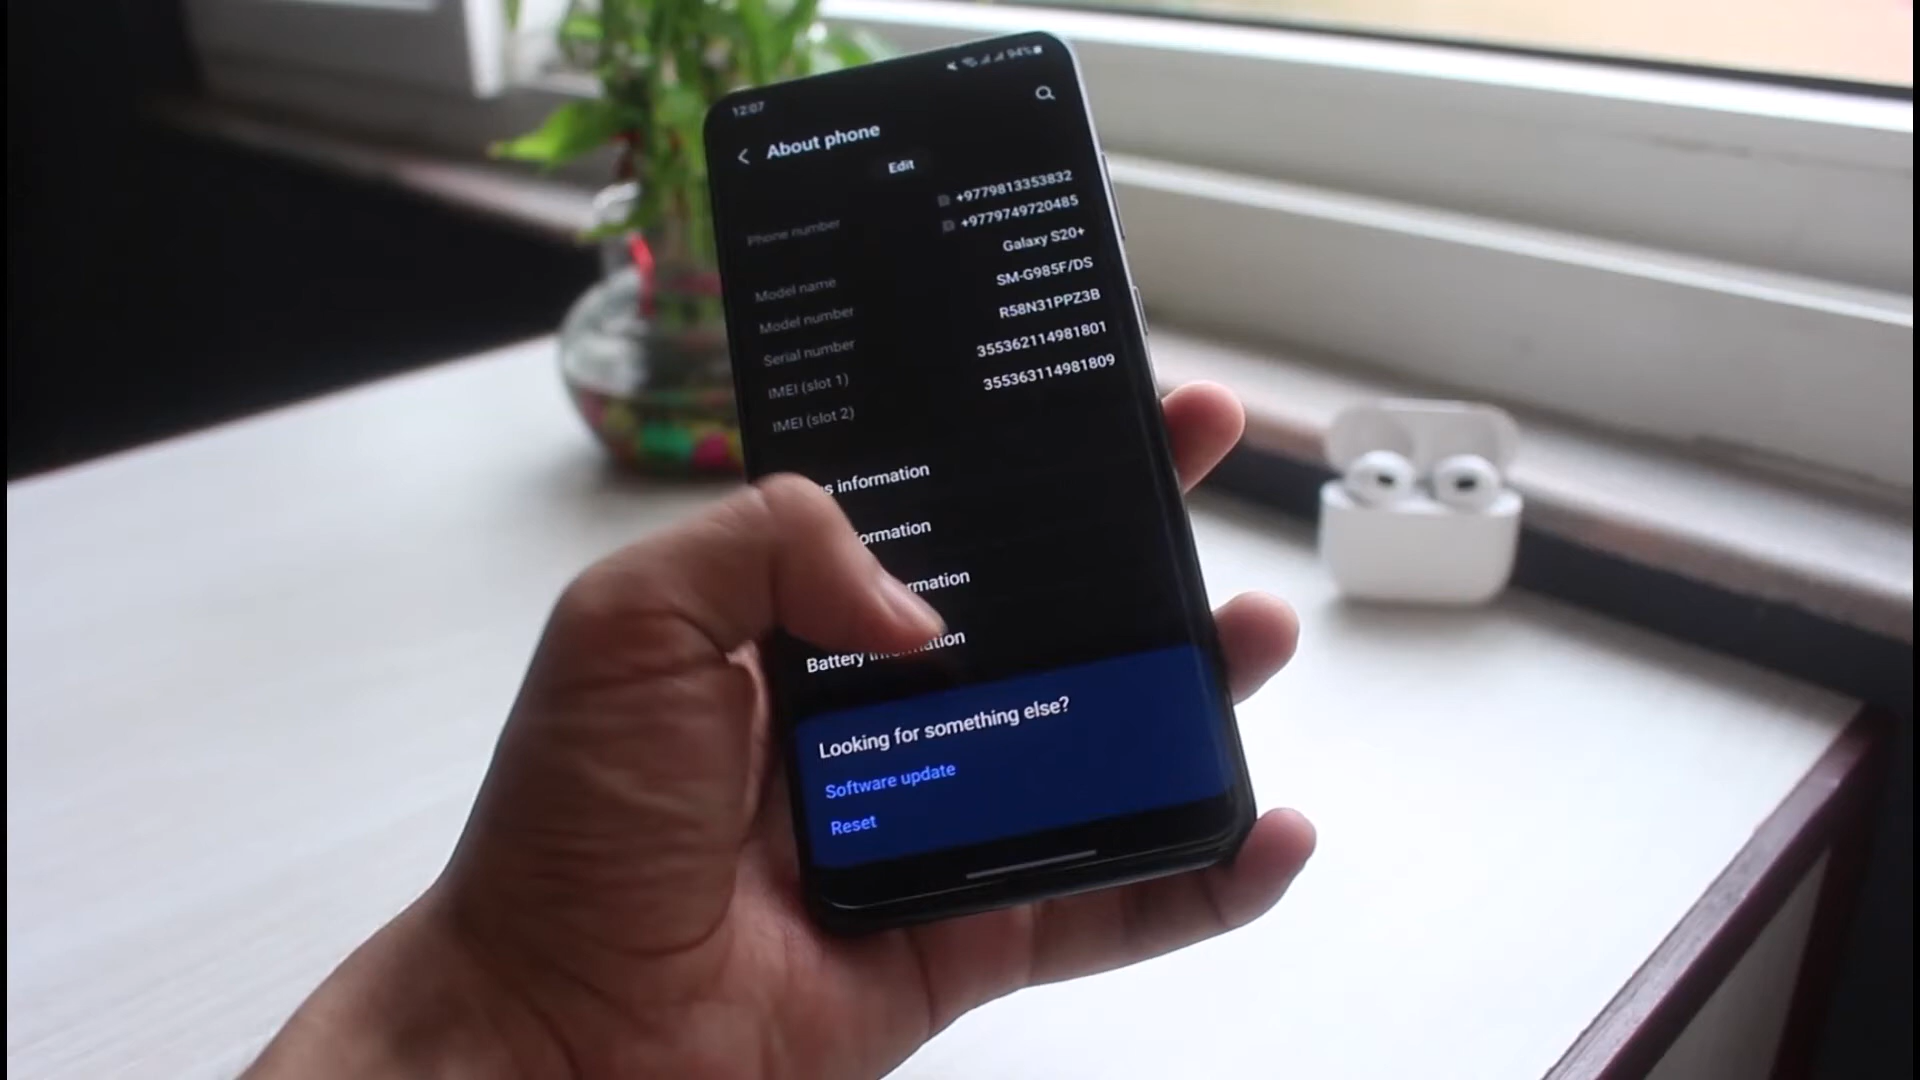 12:07
94%
About phone
Edit
Phone number
+9779813353832
+9779749720485
Model name
Galaxy S20+
Model number
SM-G985F/DS
Serial number
R58N31PPZ3B
IMEI (slot 1)
355362114981801
IMEI (slot 2)
355363114981809
information
Battery
Looking for something else?
Software update
Reset